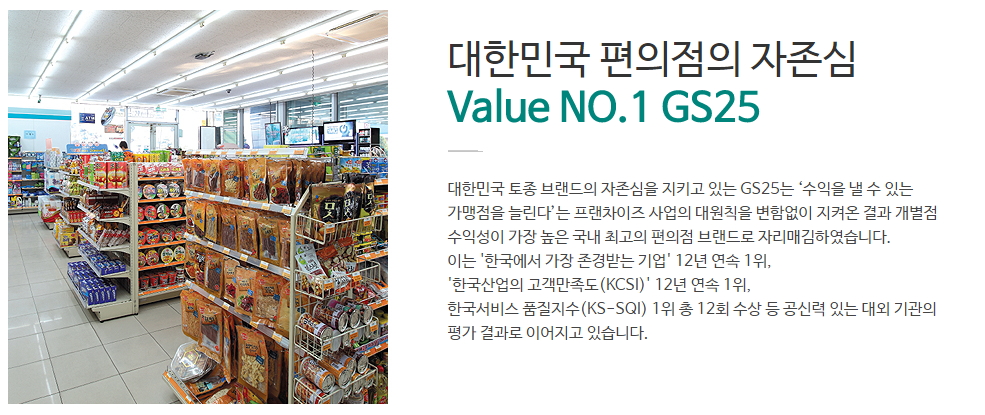 대한민국 편의점의 자존심
Value NO.1 GS25
대한민국 토종 브랜드의 자존심을 지키고 있는 GS25는 ‘수익을 낼 수 있는
가맹점을 늘린다’는 프랜차이즈 사업의 대원칙을 변함없이 지켜온 결과 개별점
수익성이 가장 높은 국내 최고의 편의점 브랜드로 자리매김하였습니다.
이는 '한국에서 가장 존경받는 기업' 12년 연속 1위,
'한국산업의 고객만족도(KCSI)' 12년 연속 1위,
한국서비스 품질지수(KS-SQI) 1위 총 12회 수상 등 공신력 있는 대외 기관의
평가 결과로 이어지고 있습니다.